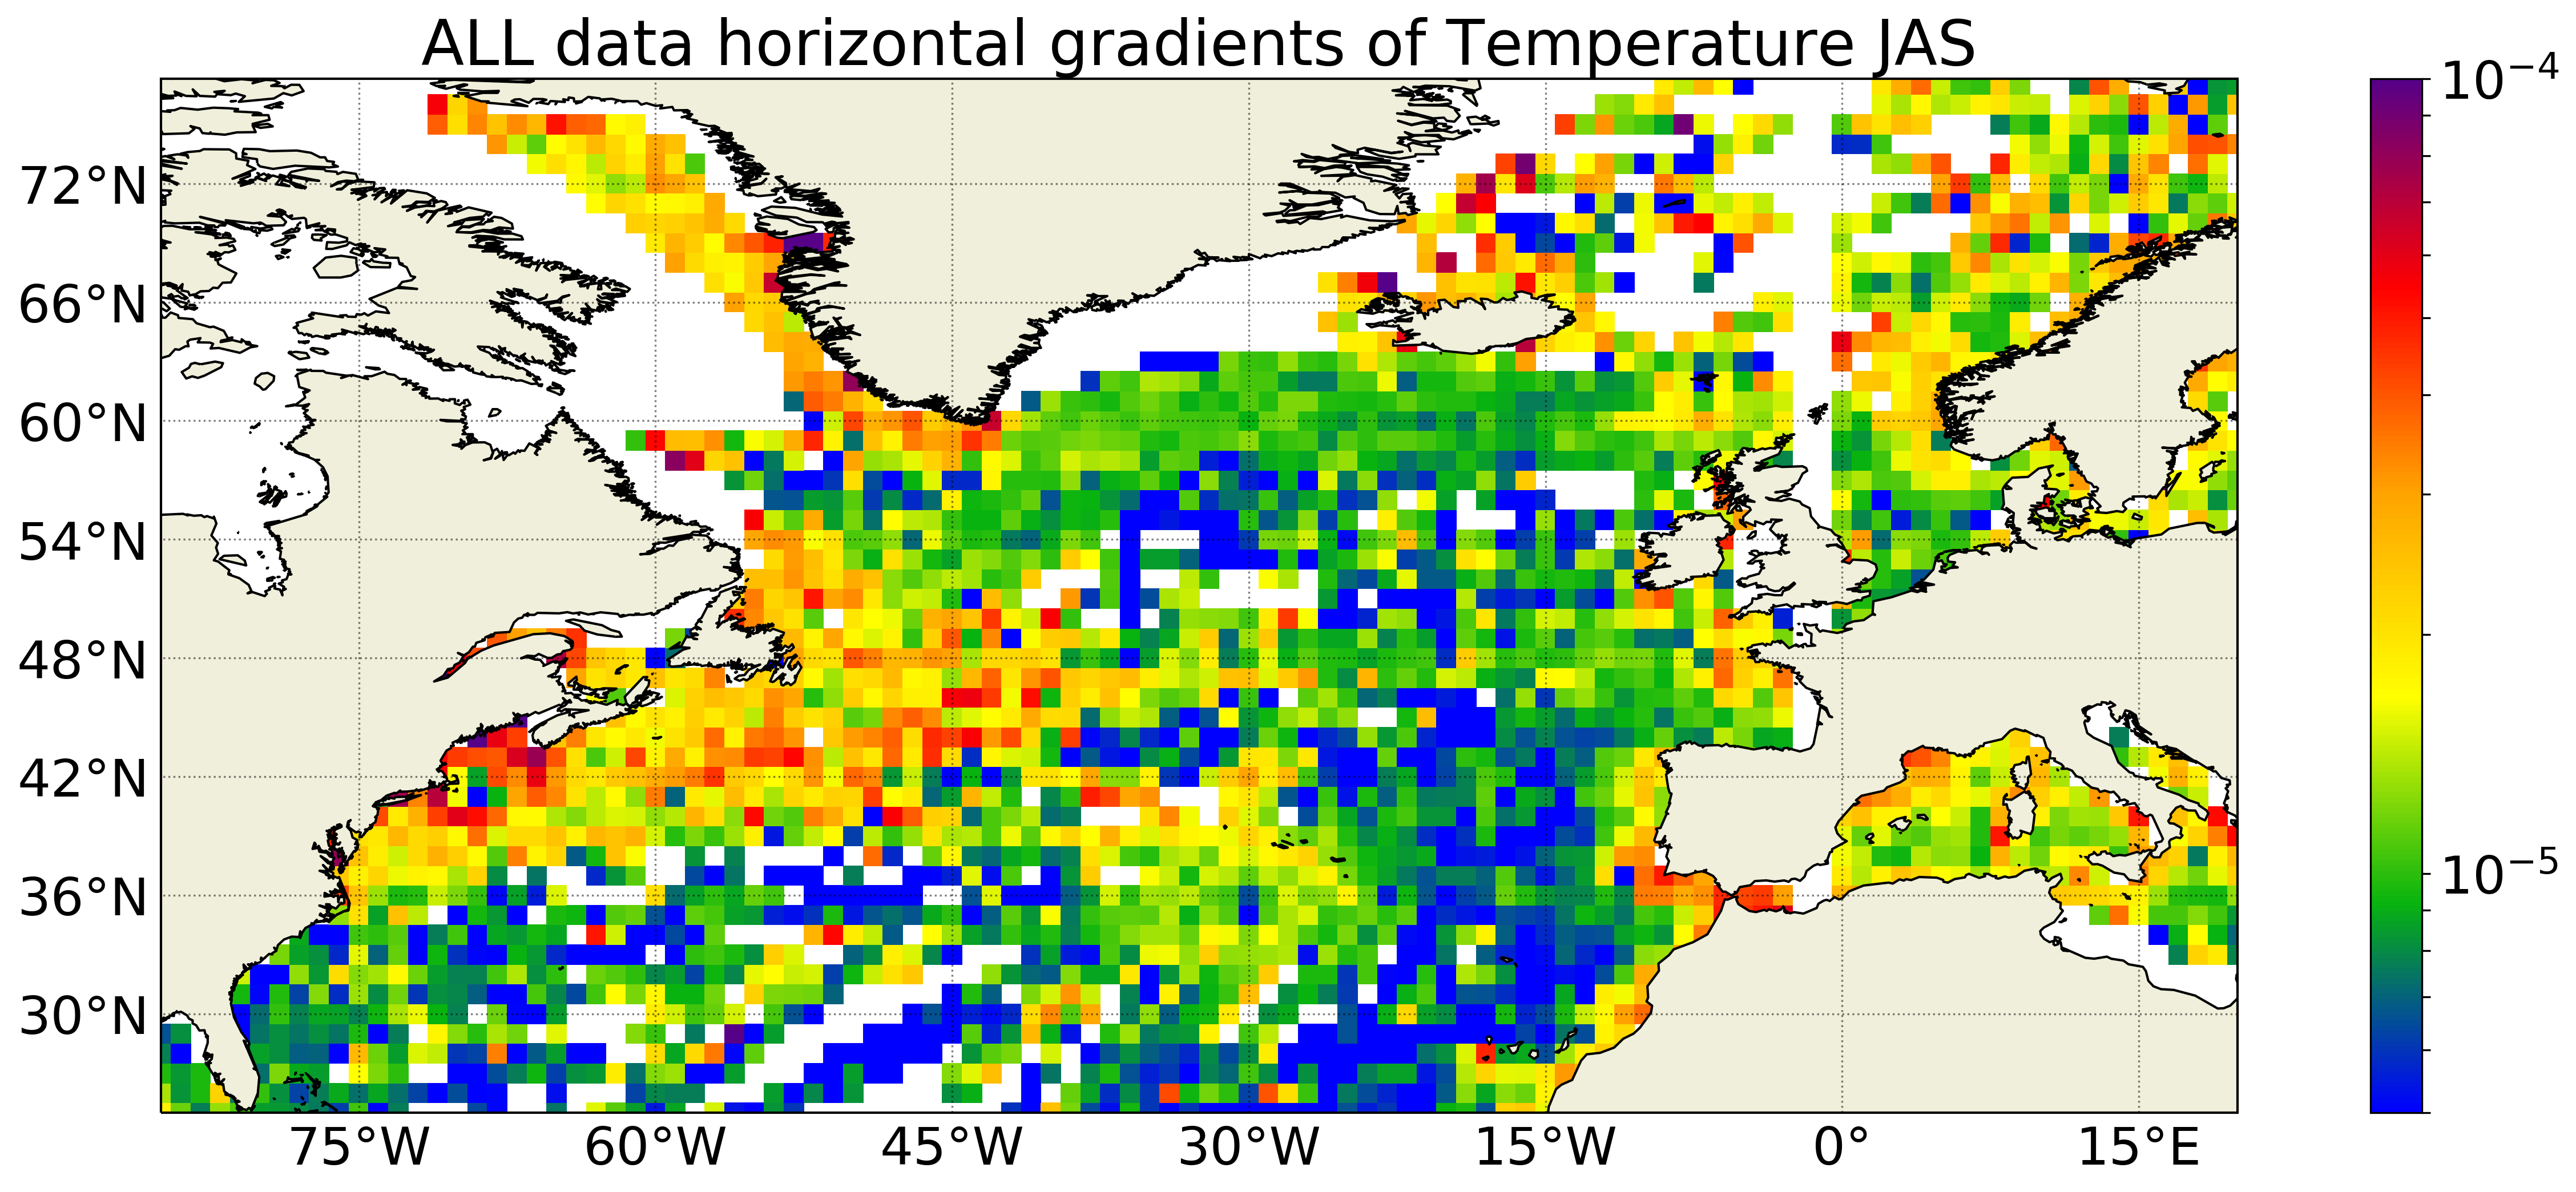 ALL data horizontal gradients of Temperature JAS
10⁻⁴
72°N
66°N
60°N
54°N
48°N
42°N
10⁻⁵
36°N
30°N
75°W 60°W 45°W 30°W 15°W 0° 15°E